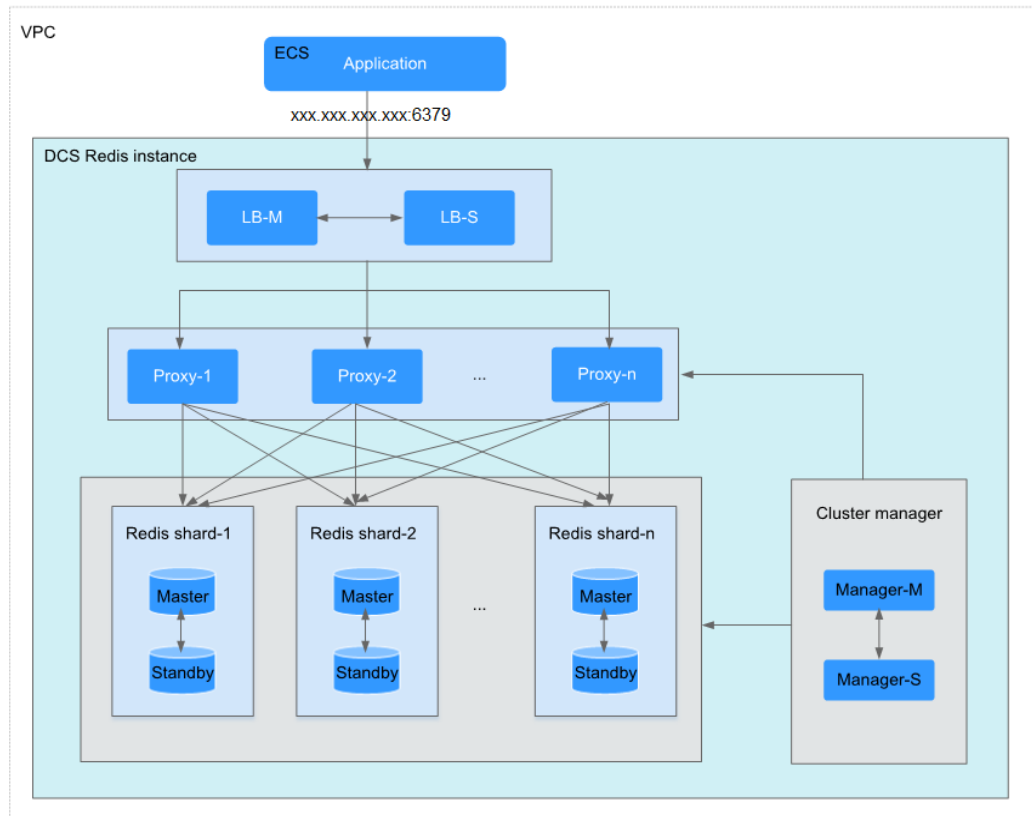 VPC
ECS
Application
xxx.xxx.xxx.xxx:6379
DCS Redis instance
LB-M
LB-S
Proxy-1
Proxy-2
...
Proxy-n
Redis shard-1
Redis shard-2
Redis shard-n
Master
Master
...
Master
Standby
Standby
Standby
Cluster manager
Manager-M
Manager-S